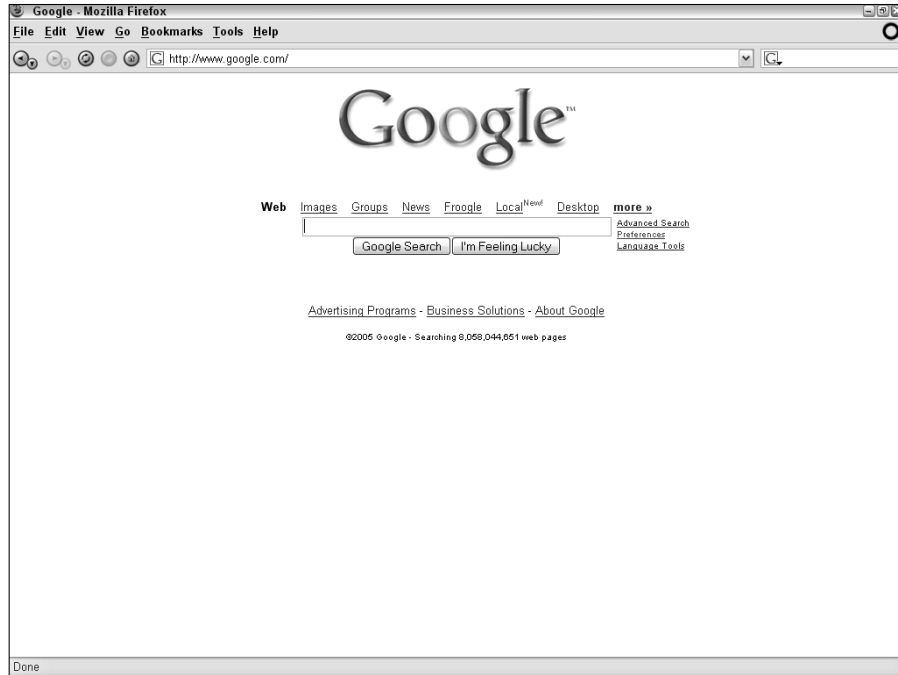 Google - Mozilla Firefox
File Edit View Go Bookmarks Tools Help
G http://www.google.com/ G
Google™
Web Images Groups News Froogle Local New! Desktop more »
Advanced Search
Preferences
Language Tools
Google Search I'm Feeling Lucky
Advertising Programs - Business Solutions - About Google
©2005 Google - Searching 8,058,044,651 web pages
Done